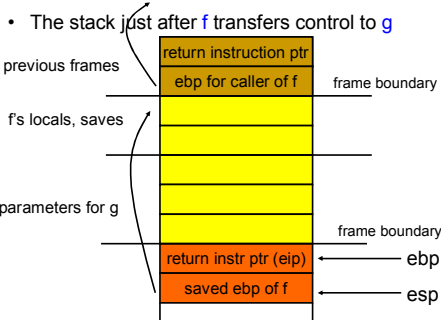 • The stack just after f transfers control to g
return instruction ptr
previous frames
ebp for caller of f
frame boundary
f's locals, saves
parameters for g
frame boundary
return instr ptr (eip)
ebp
saved ebp of f
esp